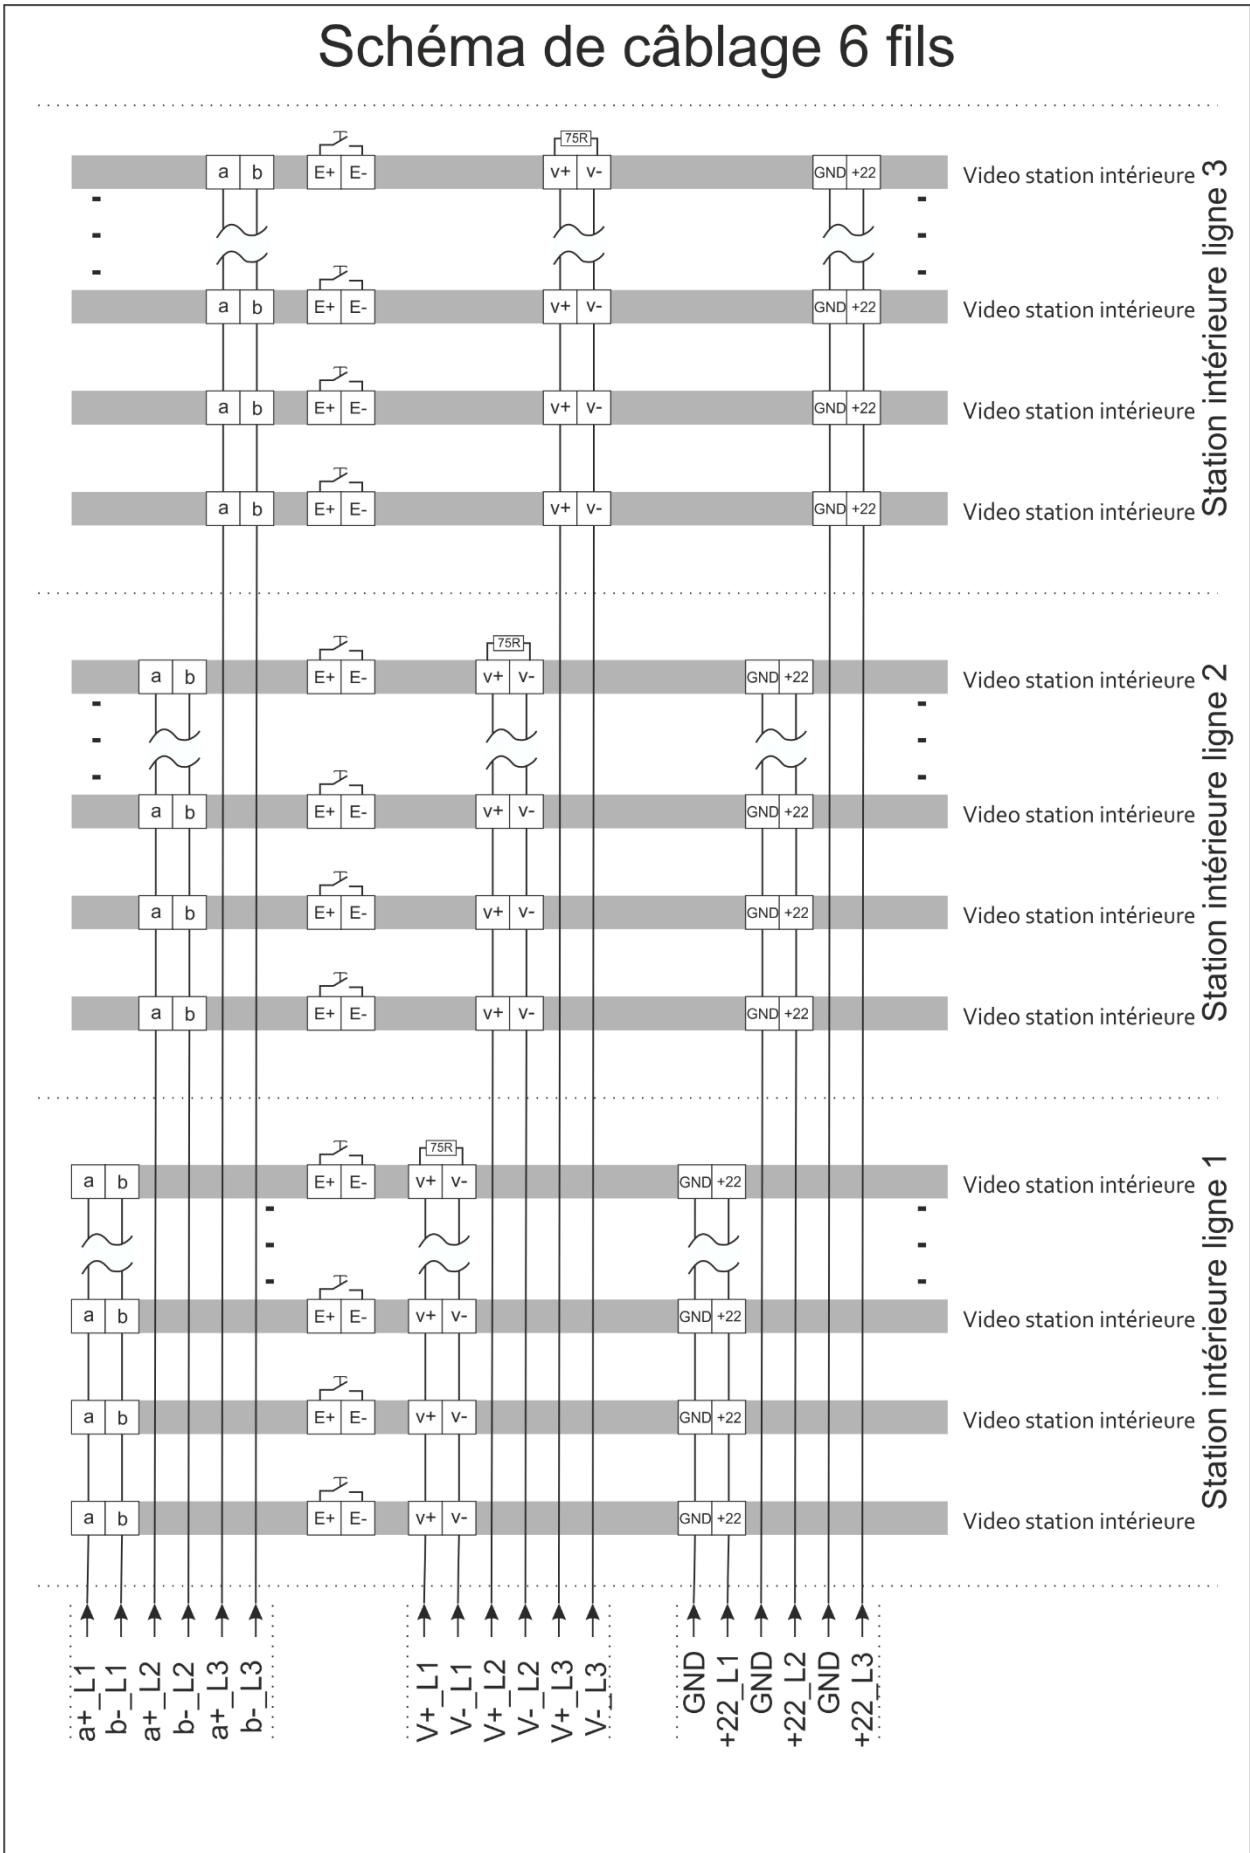 Schéma de câblage 6 fils
75R
a b E+ E- v+ v- GND +22 Video station intérieure
a b E+ E- v+ v- GND +22 Video station intérieure
a b E+ E- v+ v- GND +22 Video station intérieure
a b E+ E- v+ v- GND +22 Video station intérieure
Station intérieure ligne 3
75R
a b E+ E- v+ v- GND +22 Video station intérieure
a b E+ E- v+ v- GND +22 Video station intérieure
a b E+ E- v+ v- GND +22 Video station intérieure
a b E+ E- v+ v- GND +22 Video station intérieure
Station intérieure ligne 2
75R
a b E+ E- v+ v- GND +22 Video station intérieure
a b E+ E- v+ v- GND +22 Video station intérieure
a b E+ E- v+ v- GND +22 Video station intérieure
a b E+ E- v+ v- GND +22 Video station intérieure
Station intérieure ligne 1
a+_L1
b-_L1
a+_L2
b-_L2
a+_L3
b-_L3
V+_L1
V-_L1
V+_L2
V-_L2
V+_L3
V-_L3
GND
+22_L1
GND
+22_L2
GND
+22_L3